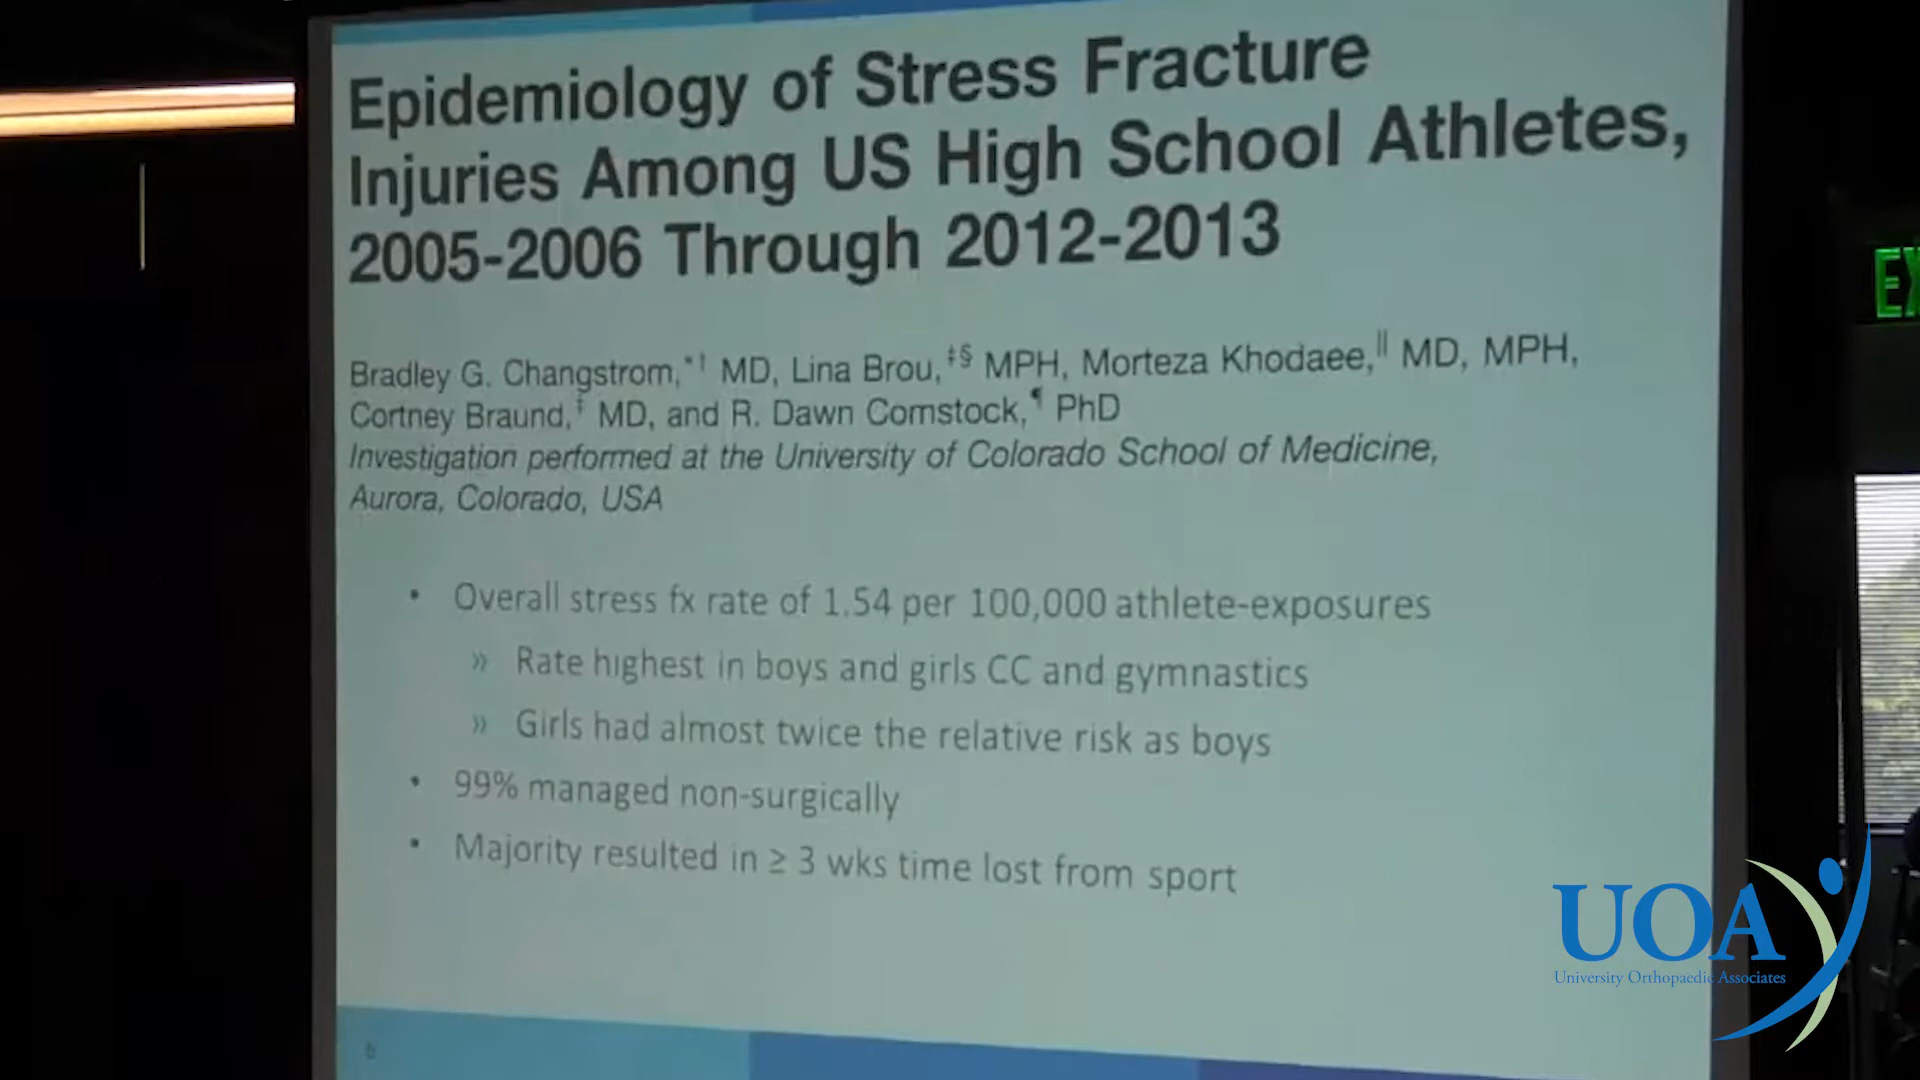 Epidemiology of Stress Fracture
Injuries Among US High School Athletes,
2005-2006 Through 2012-2013
Bradley G. Changstrom,*† MD, Lina Brou,‡§ MPH, Morteza Khodaee,|| MD, MPH,
Cortney Braund,‡ MD, and R. Dawn Comstock,¶ PhD
Investigation performed at the University of Colorado School of Medicine,
Aurora, Colorado, USA
• Overall stress fx rate of 1.54 per 100,000 athlete-exposures
» Rate highest in boys and girls CC and gymnastics
» Girls had almost twice the relative risk as boys
• 99% managed non-surgically
• Majority resulted in ≥ 3 wks time lost from sport
6
UOA
University Orthopaedic Associates